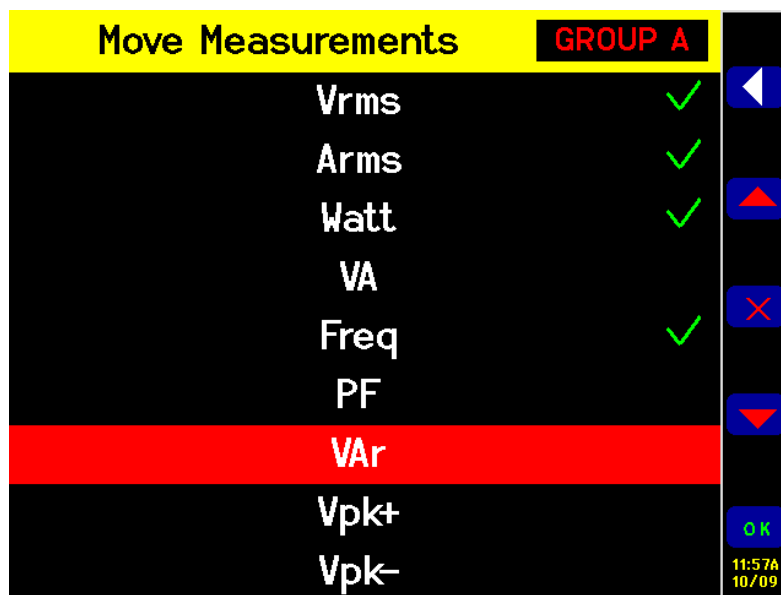 Move Measurements GROUP A
Vrms
Arms
Watt
VA
Freq
PF
VAr
Vpk+
Vpk-
OK
11:57A
10/09